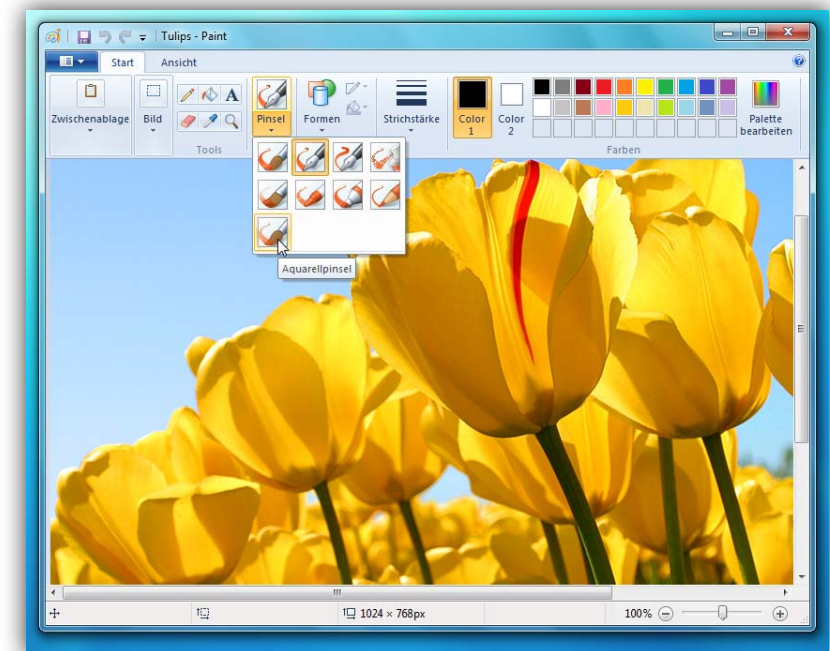 Tulips - Paint
Start Ansicht
Zwischenablage
Bild
A
Tools
Pinsel
Formen
Strichstärke
Color 1
Color 2
Palette bearbeiten
Farben
Aquarellpinsel
1024 × 768px
100%